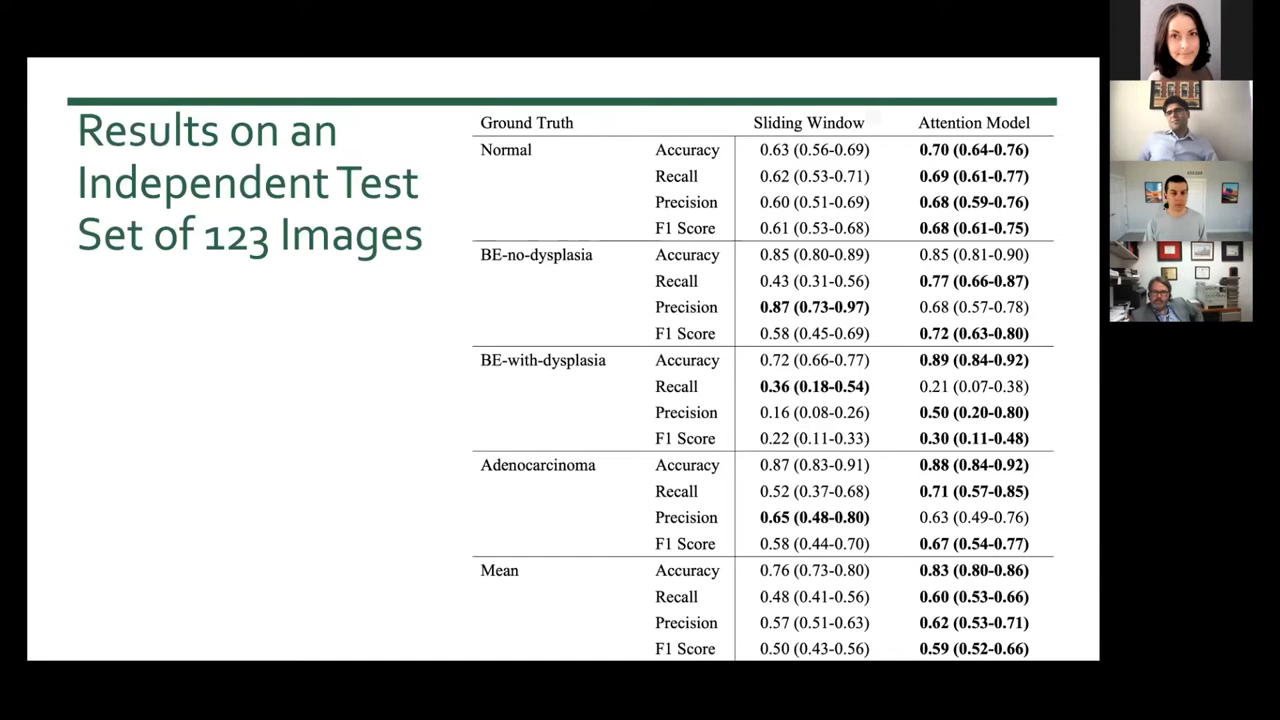 Results on an
Independent Test
Set of 123 Images
Ground Truth Sliding Window Attention Model
Normal Accuracy 0.63 (0.56-0.69) 0.70 (0.64-0.76)
Recall 0.62 (0.53-0.71) 0.69 (0.61-0.77)
Precision 0.60 (0.51-0.69) 0.68 (0.59-0.76)
F1 Score 0.61 (0.53-0.68) 0.68 (0.61-0.75)
BE-no-dysplasia Accuracy 0.85 (0.80-0.89) 0.85 (0.81-0.90)
Recall 0.43 (0.31-0.56) 0.77 (0.66-0.87)
Precision 0.87 (0.73-0.97) 0.68 (0.57-0.78)
F1 Score 0.58 (0.45-0.69) 0.72 (0.63-0.80)
BE-with-dysplasia Accuracy 0.72 (0.66-0.77) 0.89 (0.84-0.92)
Recall 0.36 (0.18-0.54) 0.21 (0.07-0.38)
Precision 0.16 (0.08-0.26) 0.50 (0.20-0.80)
F1 Score 0.22 (0.11-0.33) 0.30 (0.11-0.48)
Adenocarcinoma Accuracy 0.87 (0.83-0.91) 0.88 (0.84-0.92)
Recall 0.52 (0.37-0.68) 0.71 (0.57-0.85)
Precision 0.65 (0.48-0.80) 0.63 (0.49-0.76)
F1 Score 0.58 (0.44-0.70) 0.67 (0.54-0.77)
Mean Accuracy 0.76 (0.73-0.80) 0.83 (0.80-0.86)
Recall 0.48 (0.41-0.56) 0.60 (0.53-0.66)
Precision 0.57 (0.51-0.63) 0.62 (0.53-0.71)
F1 Score 0.50 (0.43-0.56) 0.59 (0.52-0.66)